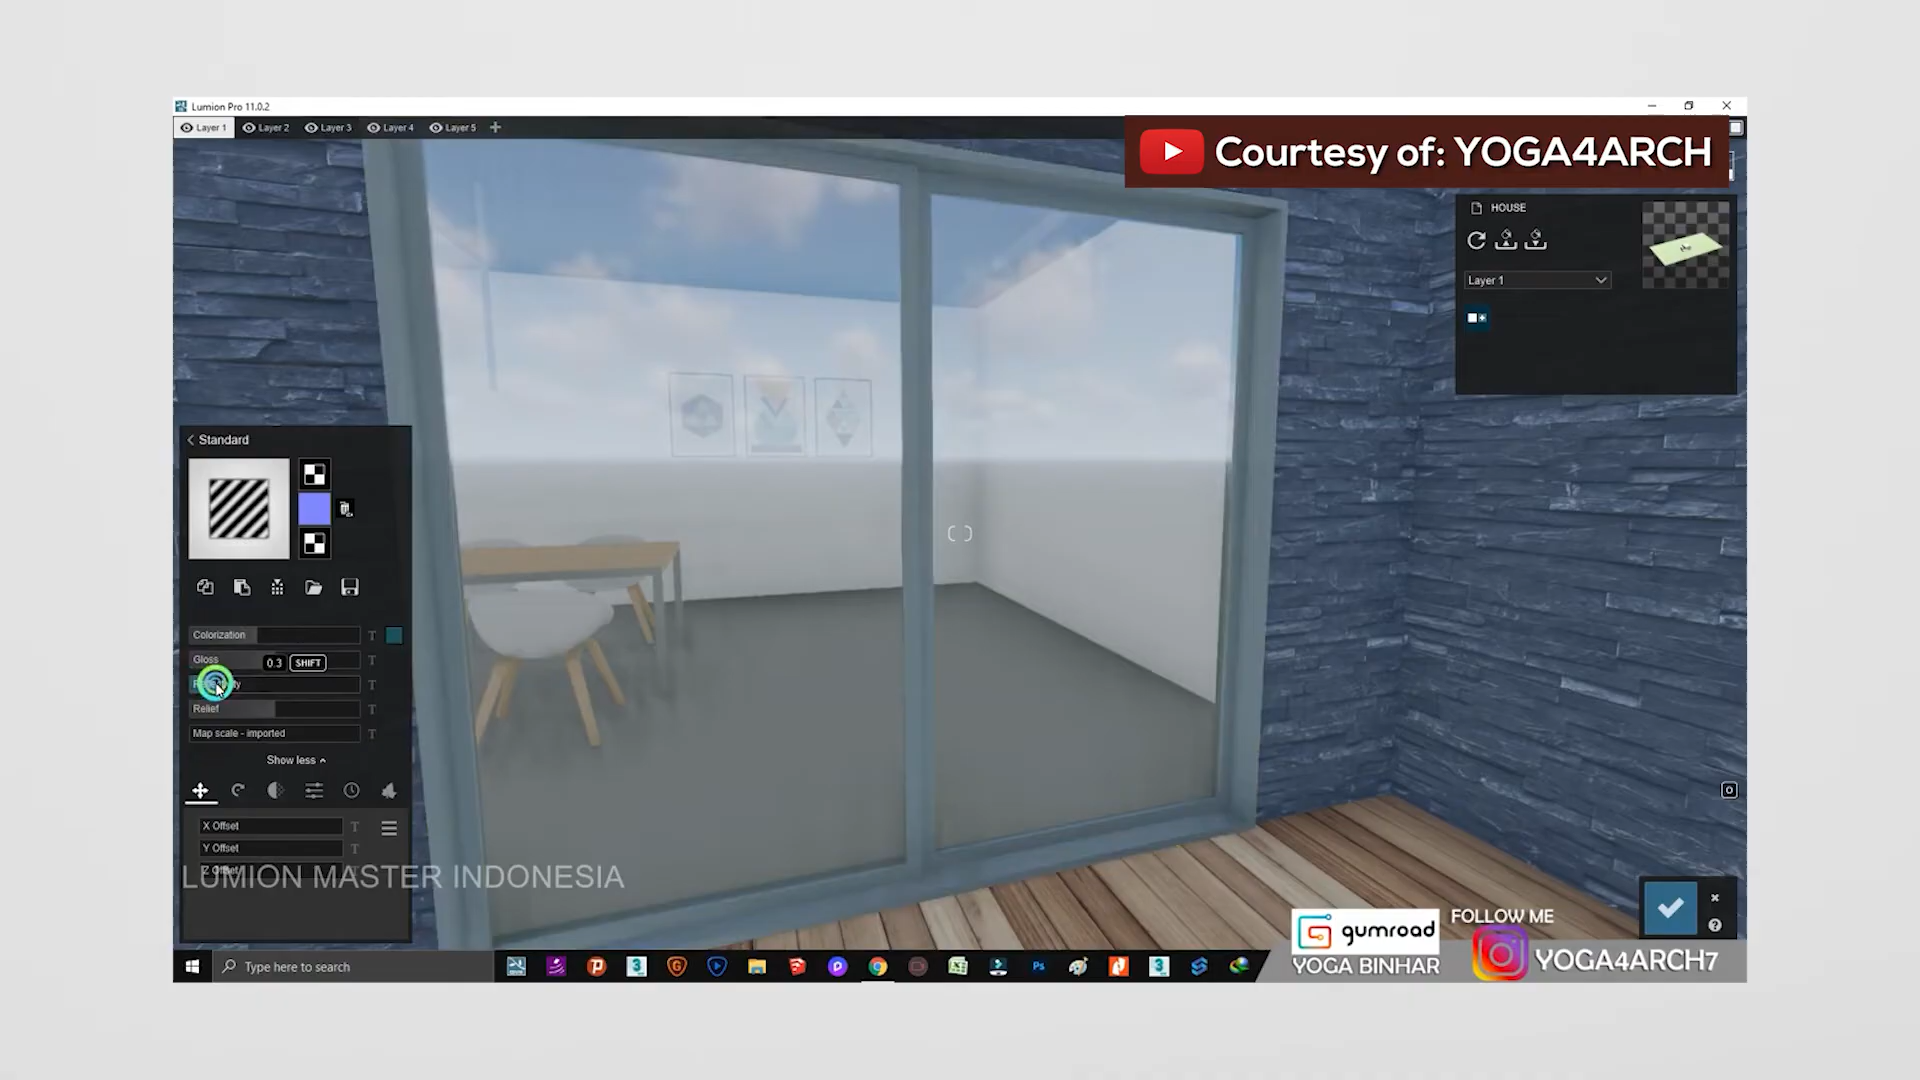 Lumion Pro 11.0.2
Layer 1
Layer 2
Layer 3
Layer 4
Layer 5
Courtesy of: YOGA4ARCH
HOUSE
Layer 1
Standard
Colorization
T
Gloss
0.3
SHIFT
T
T
Relief
T
Map scale - imported
T
Show less
X Offset
T
Y Offset
T
Z Offset
LUMION MASTER INDONESIA
Type here to search
gumroad
YOGA BINHAR
FOLLOW ME
YOGA4ARCH7